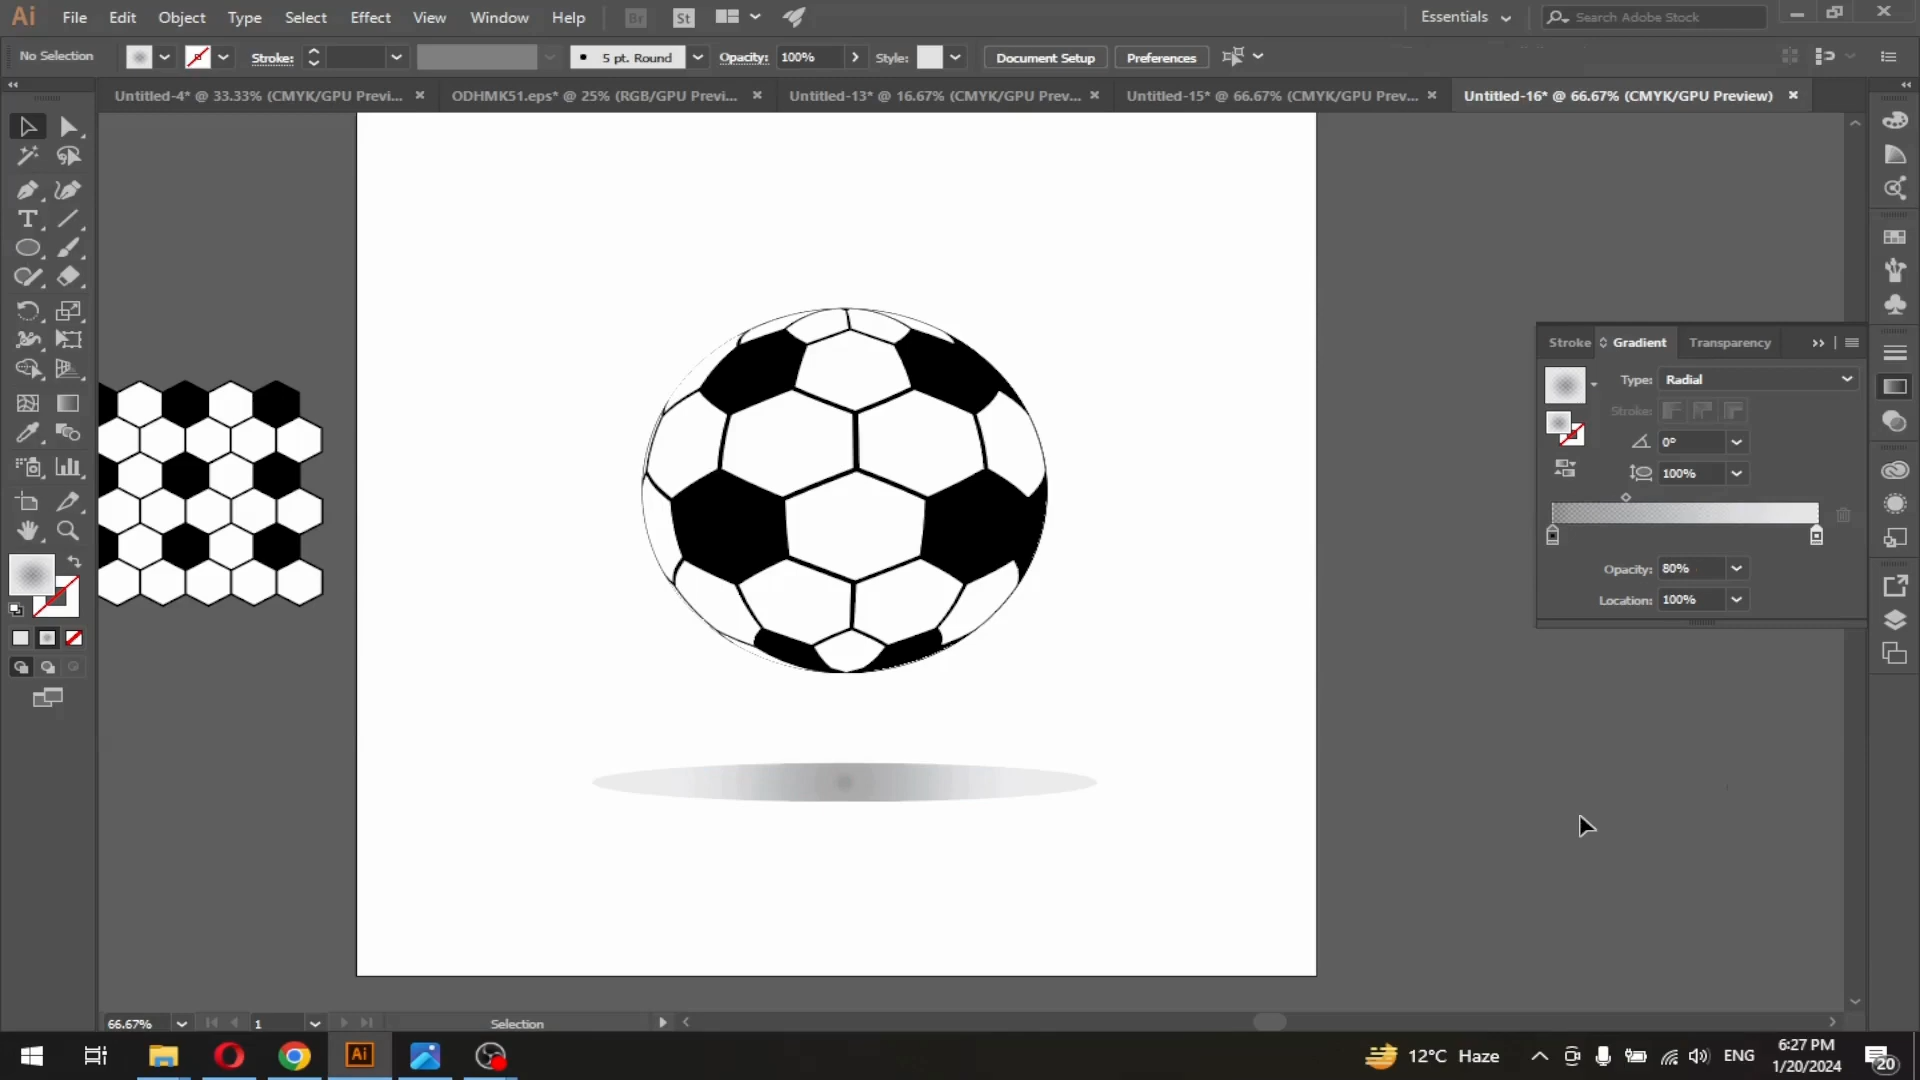 Ai File Edit Object Type Select Effect View Window Help Br St Essentials Search Adobe Stock
No Selection Stroke: 5 pt. Round Opacity: 100% Style: Document Setup Preferences
Untitled-4* @ 33.33% (CMYK/GPU Previ... ODHMK51.eps* @ 25% (RGB/GPU Previ... Untitled-13* @ 16.67% (CMYK/GPU Prev... Untitled-15* @ 66.67% (CMYK/GPU Prev... Untitled-16* @ 66.67% (CMYK/GPU Preview)
Stroke Gradient Transparency
Type: Radial
Stroke:
0°
100%
Opacity: 80%
Location: 100%
66.67% 1 Selection
Ai 12°C Haze ENG 6:27 PM
1/20/2024
20